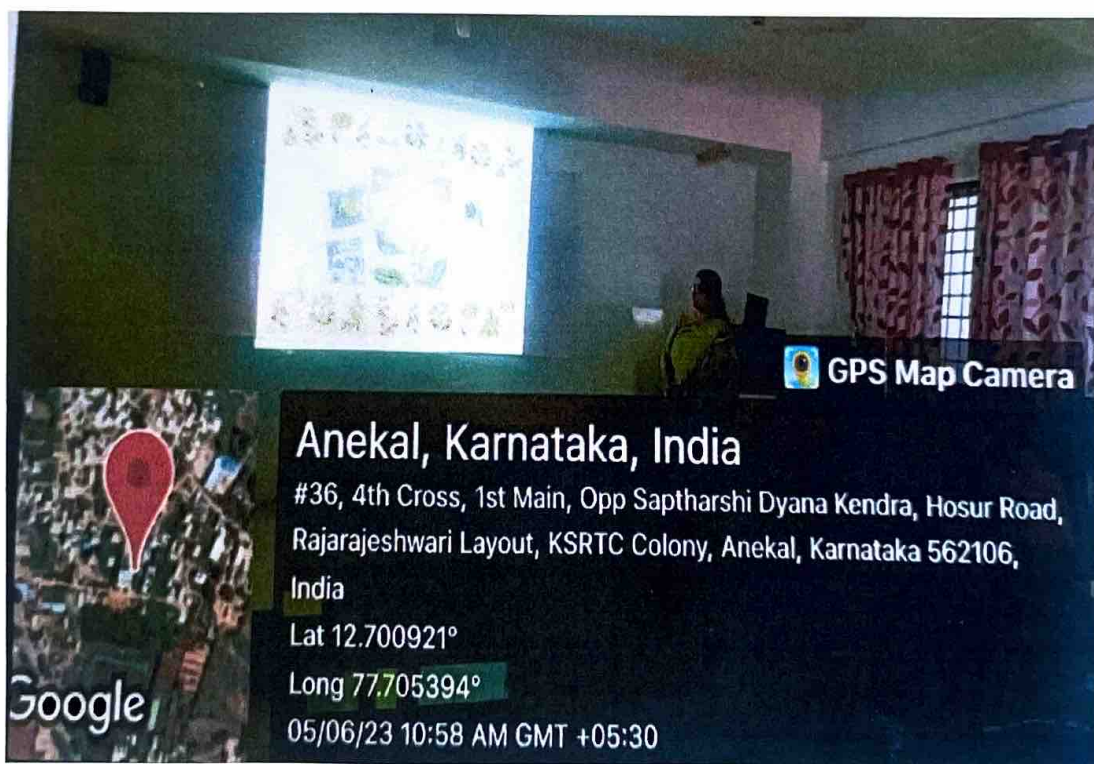 GPS Map Camera
Anekal, Karnataka, India
#36, 4th Cross, 1st Main, Opp Saptharshi Dyana Kendra, Hosur Road,
Rajarajeshwari Layout, KSRTC Colony, Anekal, Karnataka 562106,
India
Lat 12.700921°
Long 77.705394°
05/06/23 10:58 AM GMT +05:30
Google